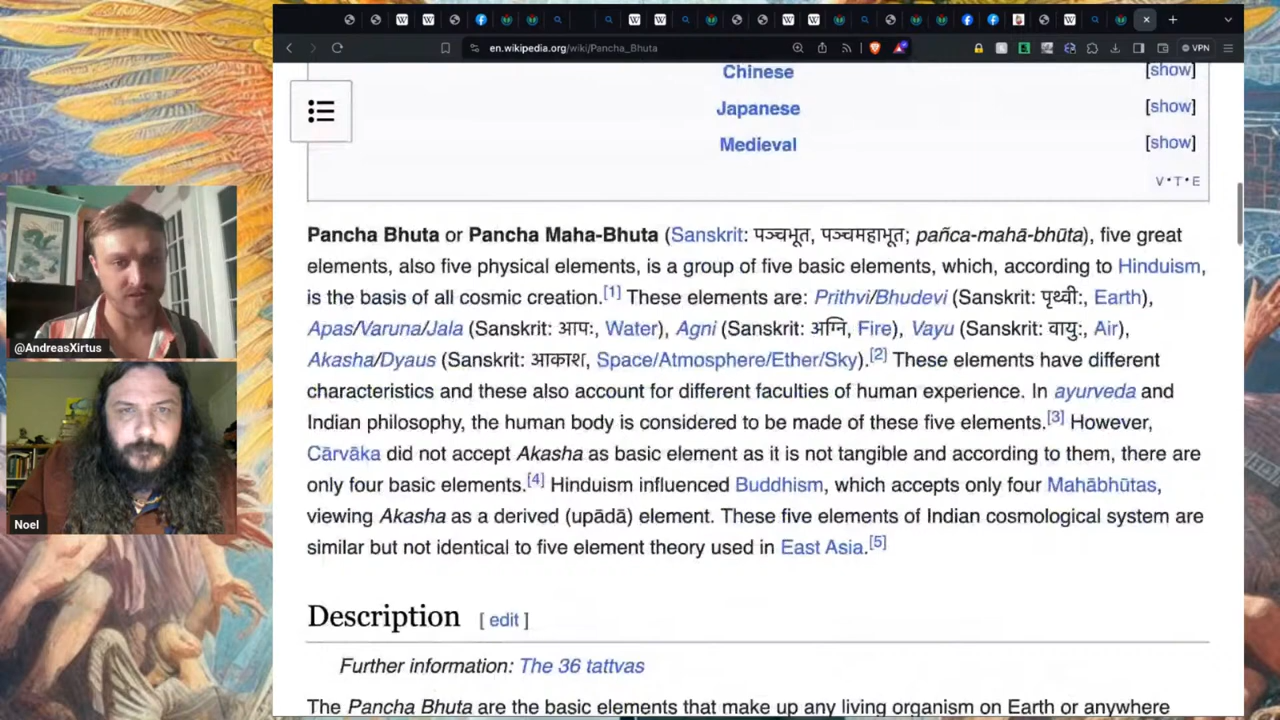 en.wikipedia.org/wiki/Pancha_Bhuta
VPN
Chinese [show]
Japanese [show]
Medieval [show]
V•T•E
Pancha Bhuta or Pancha Maha-Bhuta (Sanskrit: पञ्चभूत, पञ्चमहाभूत; pañca-mahā-bhūta), five great
elements, also five physical elements, is a group of five basic elements, which, according to Hinduism,
is the basis of all cosmic creation.[1] These elements are: Prithvi/Bhudevi (Sanskrit: पृथ्वीः, Earth),
Apas/Varuna/Jala (Sanskrit: आपः, Water), Agni (Sanskrit: अग्नि, Fire), Vayu (Sanskrit: वायुः, Air),
Akasha/Dyaus (Sanskrit: आकाश, Space/Atmosphere/Ether/Sky).[2] These elements have different
characteristics and these also account for different faculties of human experience. In ayurveda and
Indian philosophy, the human body is considered to be made of these five elements.[3] However,
Cārvāka did not accept Akasha as basic element as it is not tangible and according to them, there are
only four basic elements.[4] Hinduism influenced Buddhism, which accepts only four Mahābhūtas,
viewing Akasha as a derived (upādā) element. These five elements of Indian cosmological system are
similar but not identical to five element theory used in East Asia.[5]
Description [ edit ]
Further information: The 36 tattvas
The Pancha Bhuta are the basic elements that make up any living organism on Earth or anywhere
@AndreasXirtus
Noel